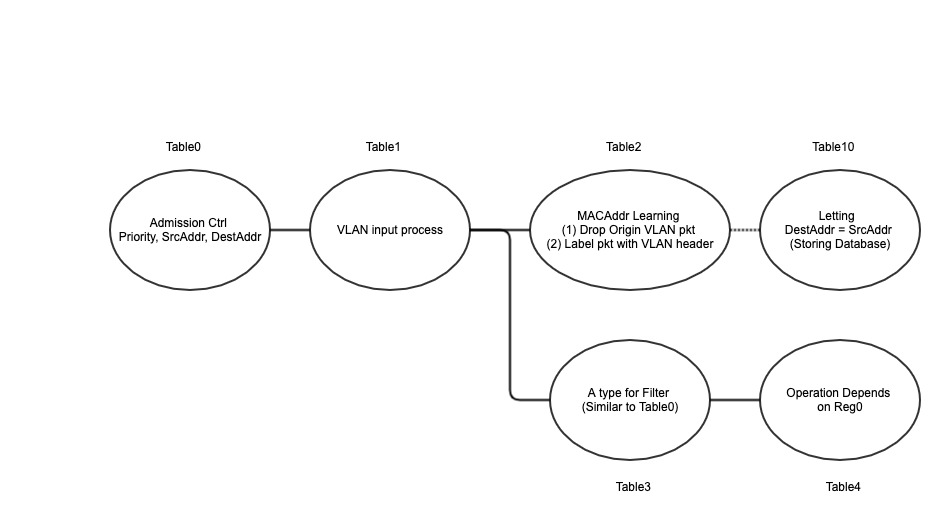 Table0
Table1
Table2
Table10
Admission Ctrl
Priority, SrcAddr, DestAddr
VLAN input process
MACAddr Learning
(1) Drop Origin VLAN pkt
(2) Label pkt with VLAN header
Letting
DestAddr = SrcAddr
(Storing Database)
A type for Filter
(Similar to Table0)
Operation Depends
on Reg0
Table3
Table4